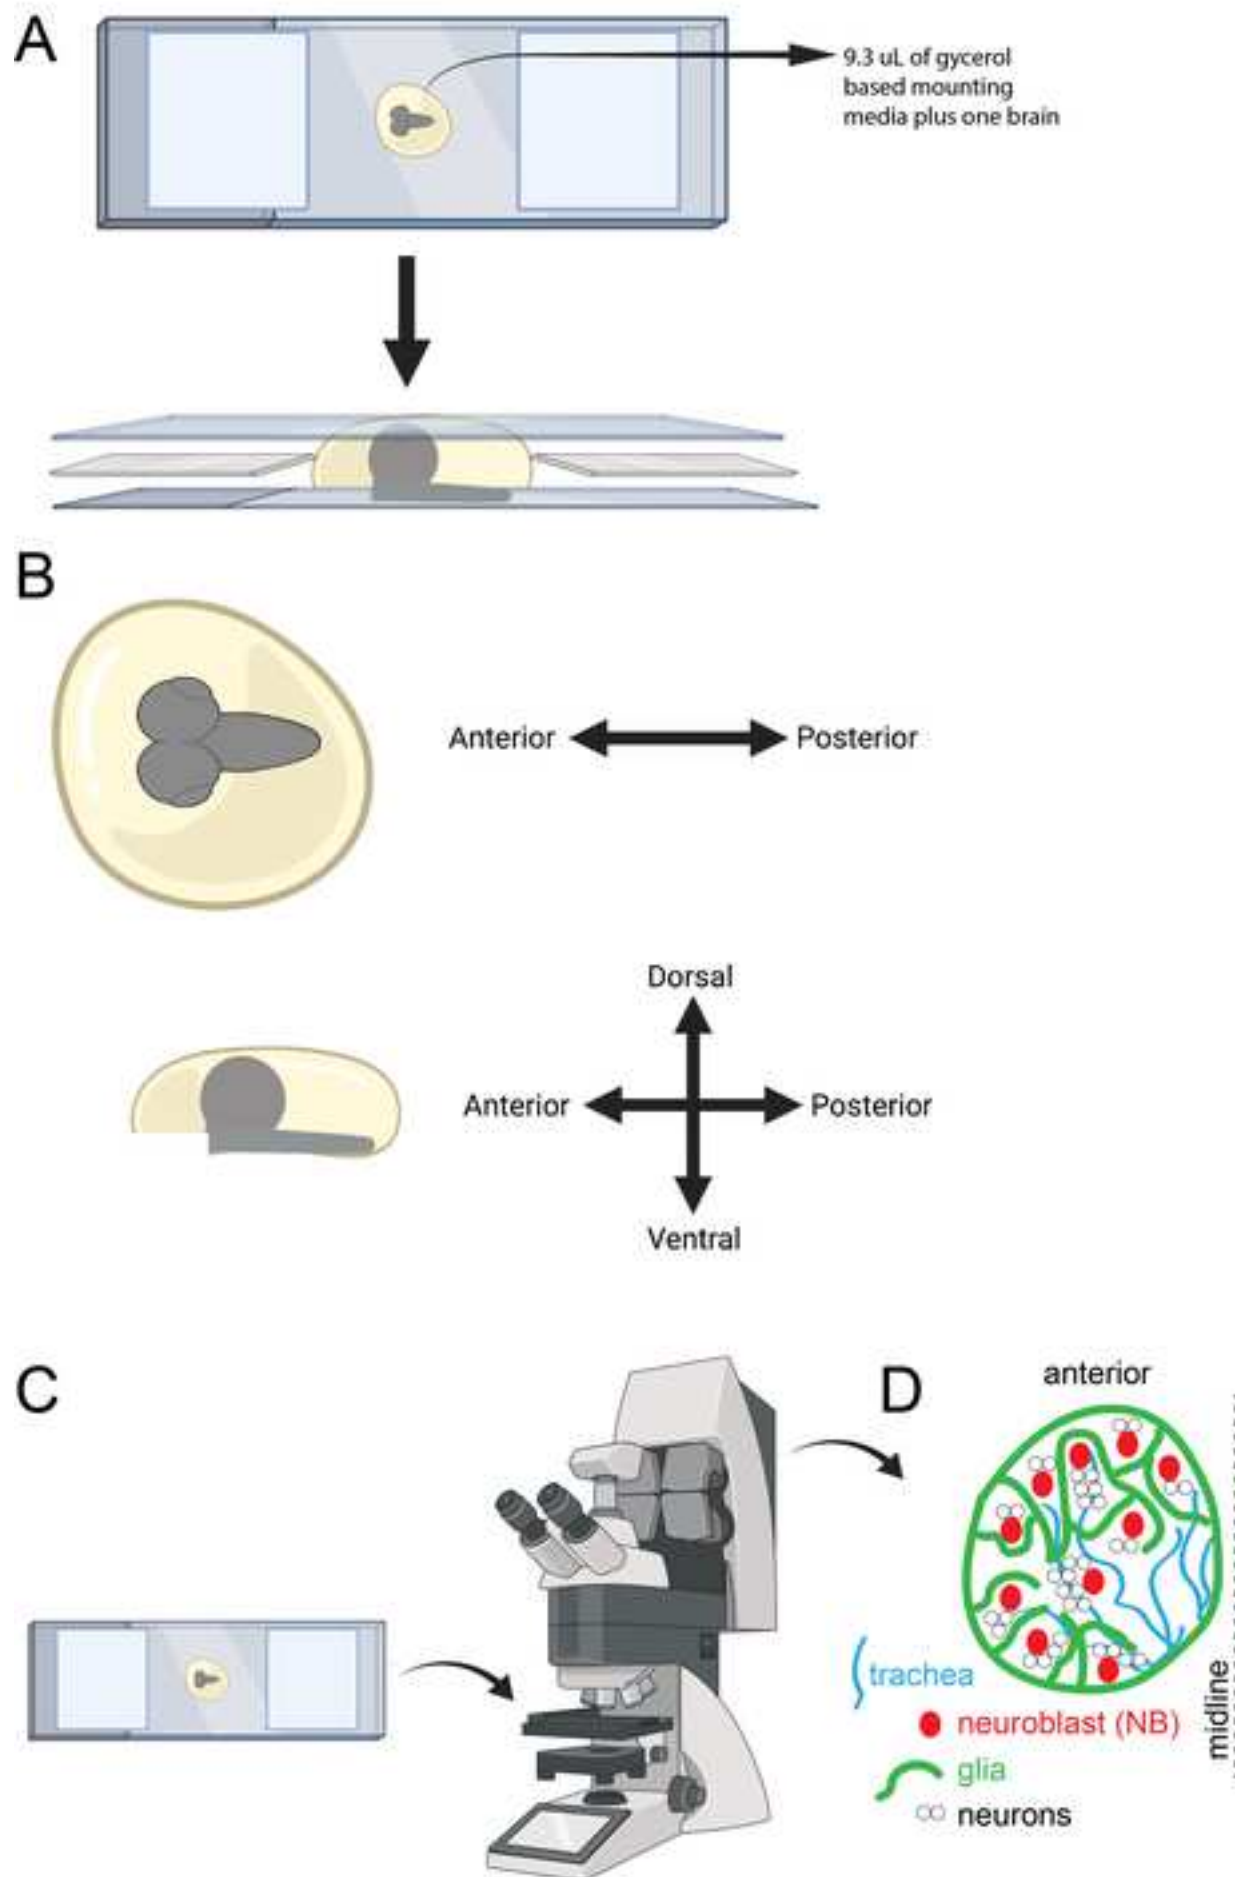 A
9.3 uL of gycerol
based mounting
media plus one brain
B
Anterior
Posterior
Dorsal
Anterior
Posterior
Ventral
C
D
anterior
trachea
neuroblast (NB)
glia
neurons
midline